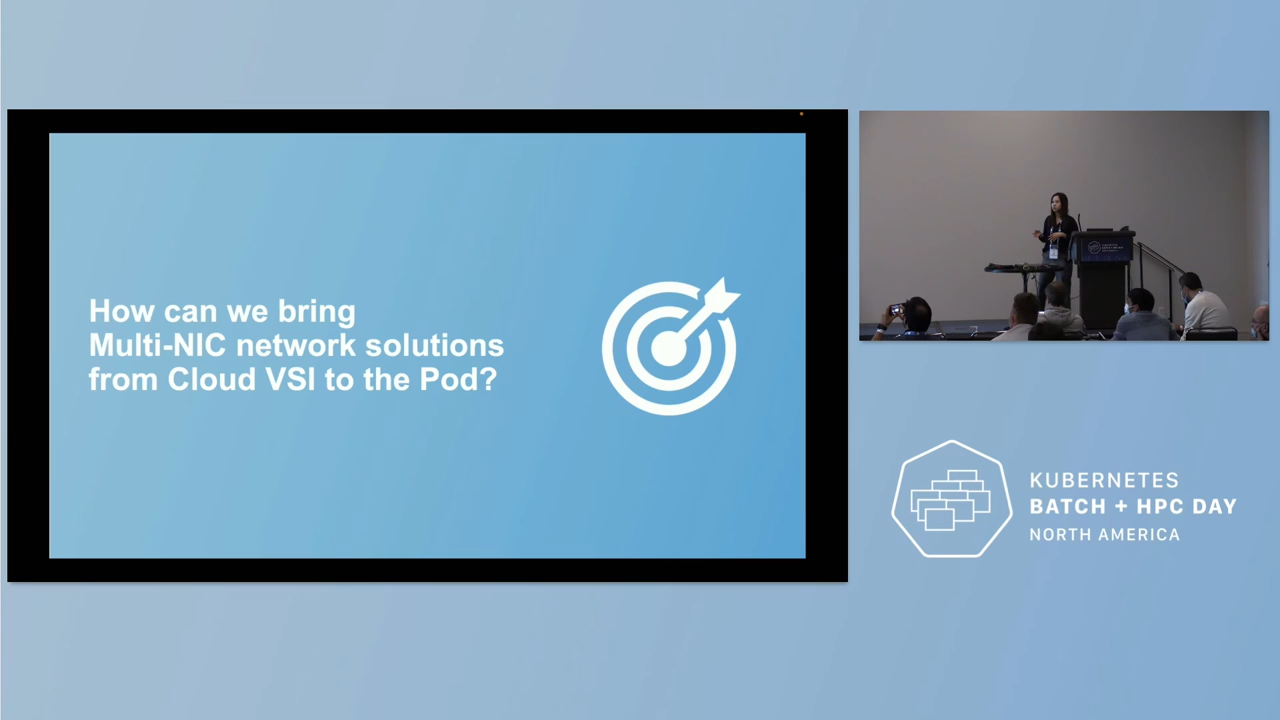 How can we bring
Multi-NIC network solutions
from Cloud VSI to the Pod?
KUBERNETES
BATCH + HPC DAY
NORTH AMERICA